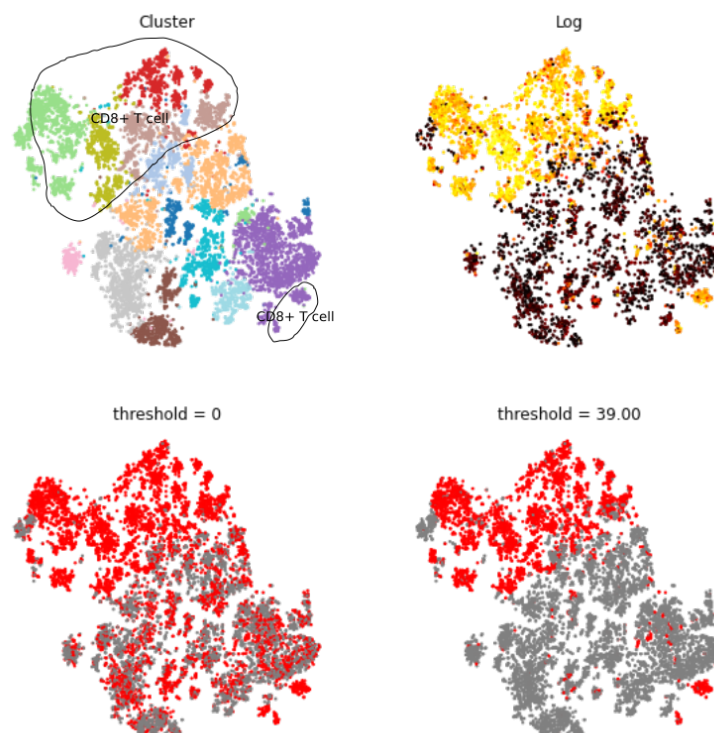 Cluster
Log
CD8+ T cell
CD8+ T cell
threshold = 0
threshold = 39.00